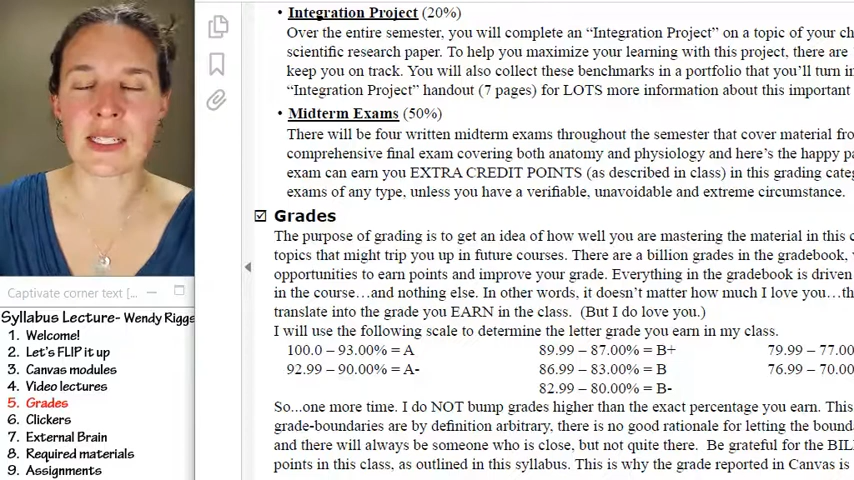 Captivate corner text [...
Syllabus Lecture- Wendy Riggs
1. Welcome!
2. Let's FLIP it up
3. Canvas modules
4. Video lectures
5. Grades
6. Clickers
7. External Brain
8. Required materials
9. Assignments
• Integration Project (20%)
Over the entire semester, you will complete an “Integration Project” on a topic of your
scientific research paper. To help you maximize your learning with this project, there are
keep you on track. You will also collect these benchmarks in a portfolio that you’ll turn
“Integration Project” handout (7 pages) for LOTS more information about this important
• Midterm Exams (50%)
There will be four written midterm exams throughout the semester that cover material
comprehensive final exam covering both anatomy and physiology and here’s the happy
exam can earn you EXTRA CREDIT POINTS (as described in class) in this grading
exams of any type, unless you have a verifiable, unavoidable and extreme circumstance.
☑ Grades
The purpose of grading is to get an idea of how well you are mastering the material in this
topics that might trip you up in future courses. There are a billion grades in the gradebook,
opportunities to earn points and improve your grade. Everything in the gradebook is driven
in the course…and nothing else. In other words, it doesn’t matter how much I love you…
translate into the grade you EARN in the class. (But I do love you.)
I will use the following scale to determine the letter grade you earn in my class.
100.0 – 93.00% = A 89.99 – 87.00% = B+ 79.99 – 77.00
92.99 – 90.00% = A- 86.99 – 83.00% = B 76.99 – 70.00
82.99 – 80.00% = B-
So...one more time. I do NOT bump grades higher than the exact percentage you earn. This
grade-boundaries are by definition arbitrary, there is no good rationale for letting the
and there will always be someone who is close, but not quite there. Be grateful for the
points in this class, as outlined in this syllabus. This is why the grade reported in Canvas is